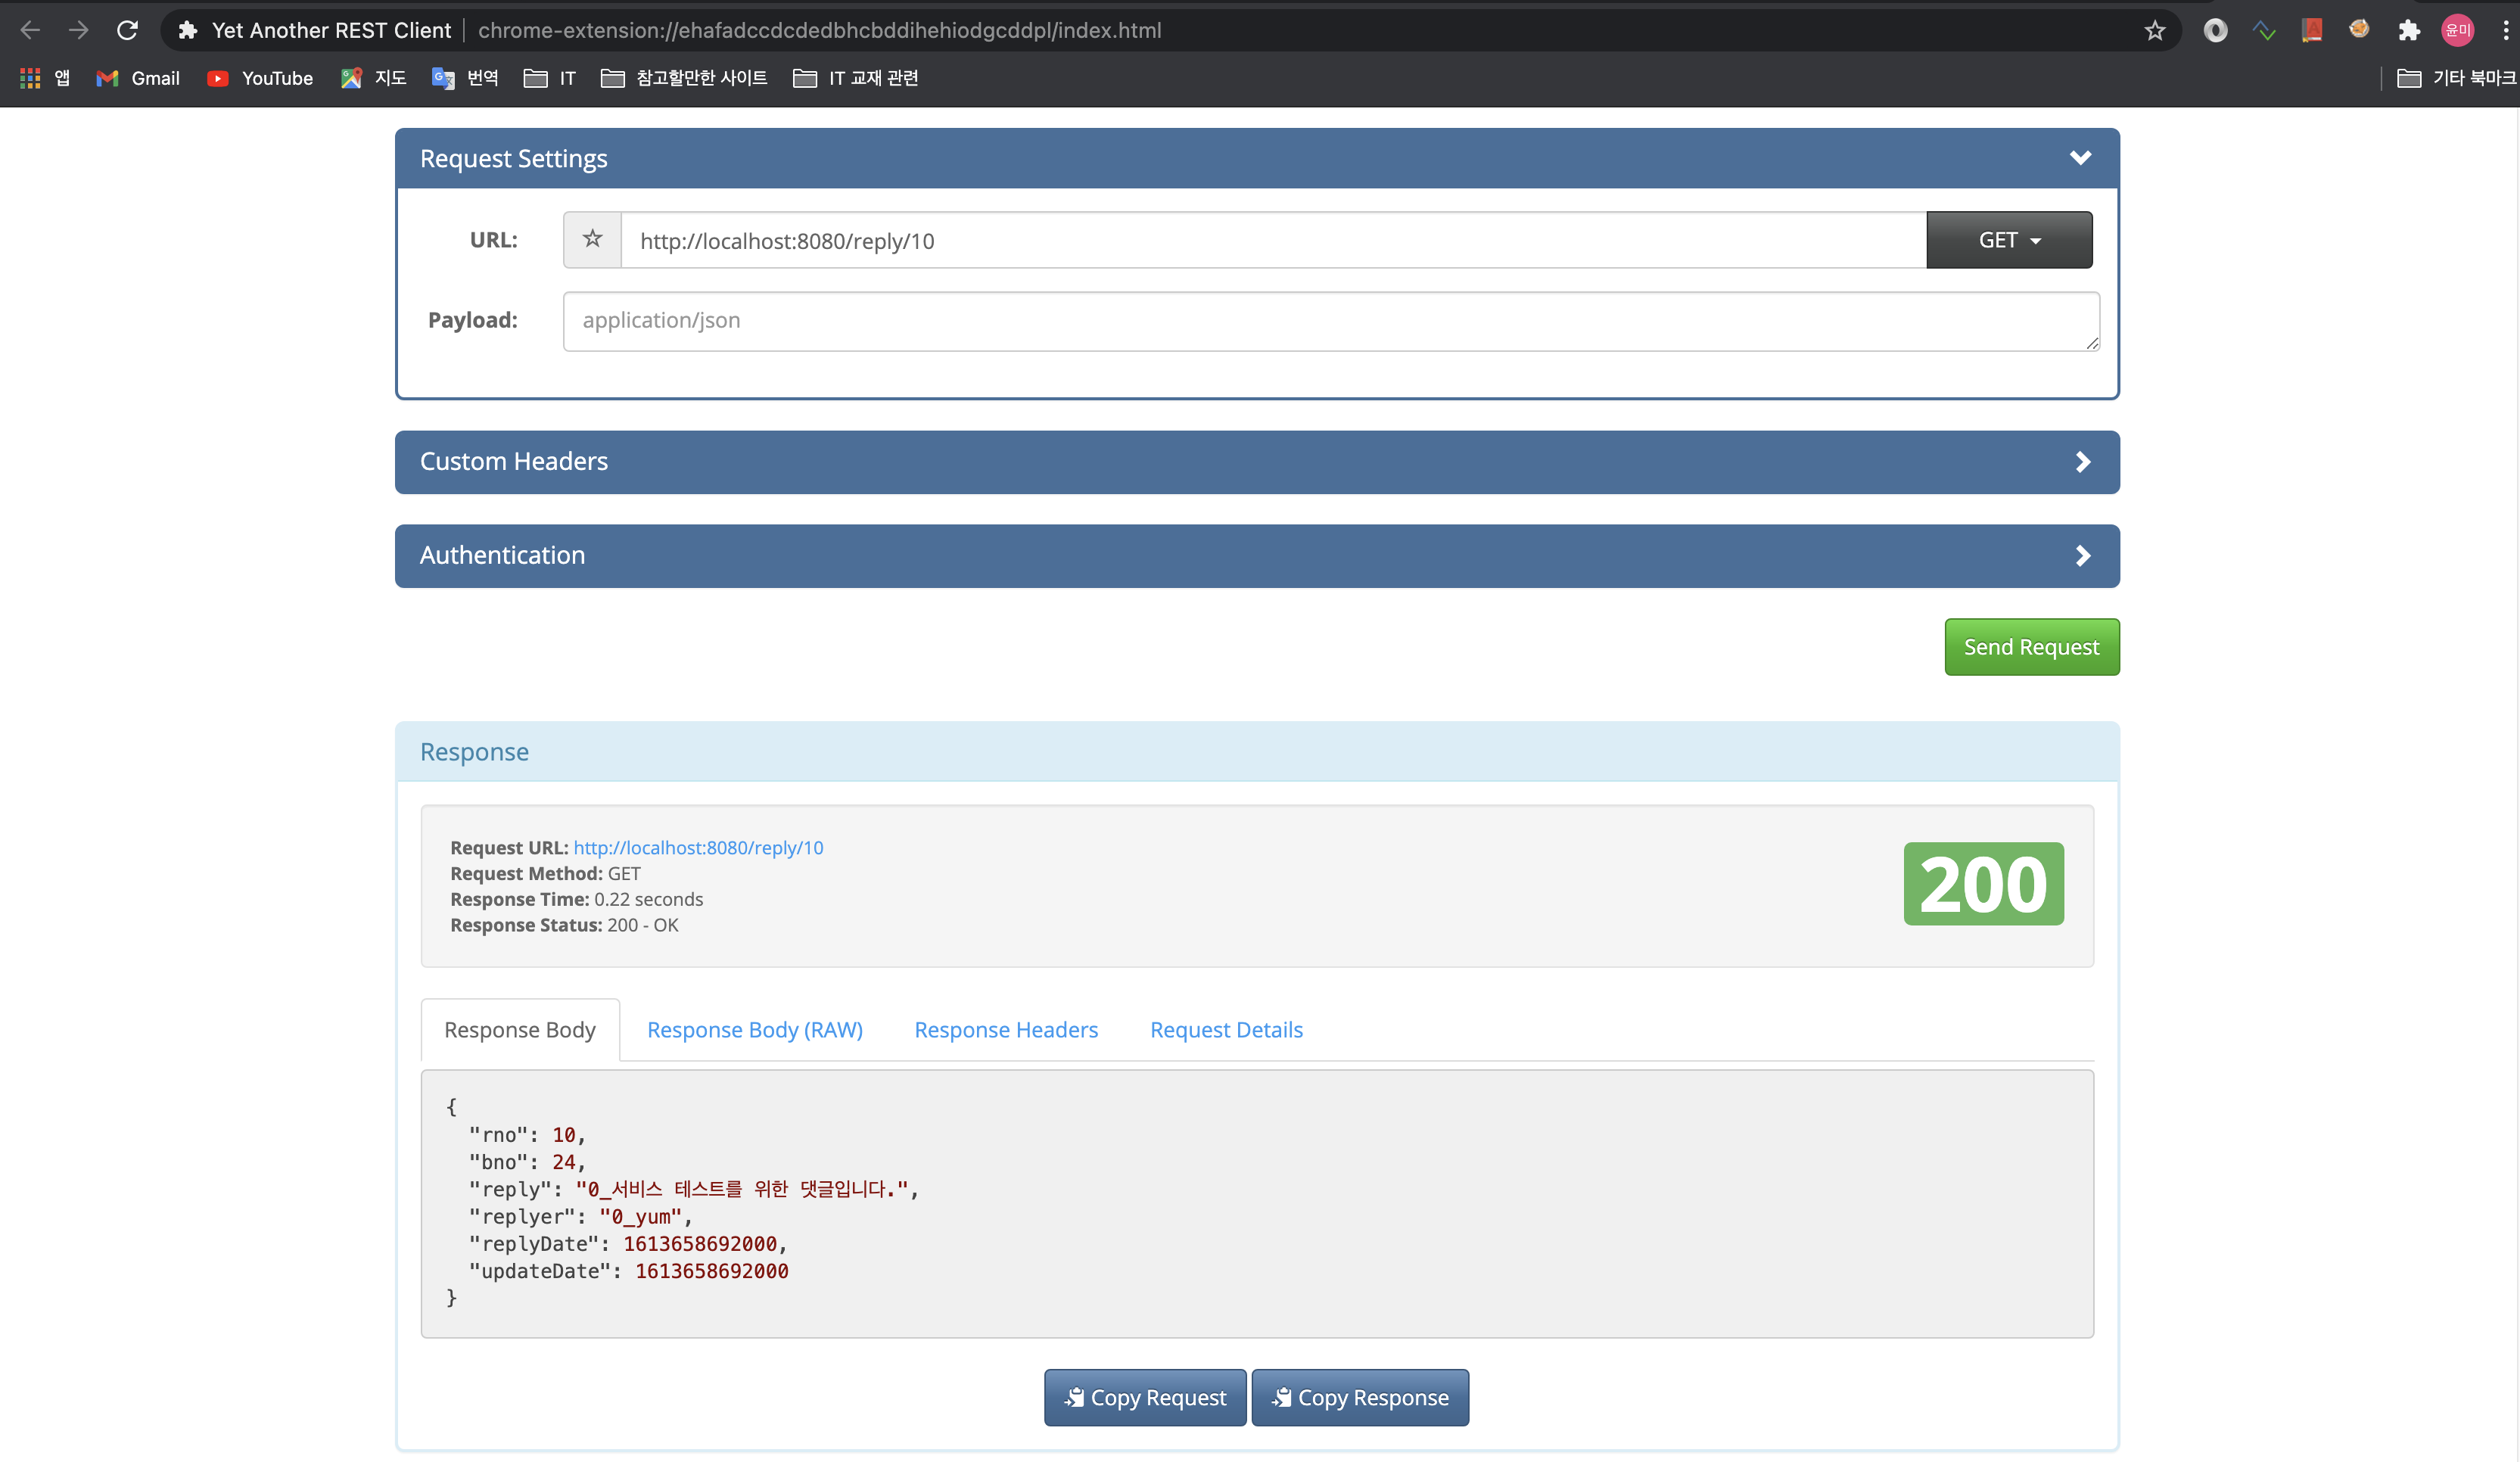 Yet Another REST Client | chrome-extension://ehafadccdcdedbhcbddihehiodgcddpl/index.html 윤미
앱 Gmail YouTube 지도 번역 IT 참고할만한 사이트 IT 교재 관련 기타 북마크
Request Settings
URL: http://localhost:8080/reply/10 GET
Payload: application/json
Custom Headers
Authentication
Send Request
Response
Request URL: http://localhost:8080/reply/10
Request Method: GET
Response Time: 0.22 seconds
Response Status: 200 - OK
200
Response Body Response Body (RAW) Response Headers Request Details
{
"rno": 10,
"bno": 24,
"reply": "0_서비스 테스트를 위한 댓글입니다.",
"replyer": "0_yum",
"replyDate": 1613658692000,
"updateDate": 1613658692000
}
Copy Request Copy Response